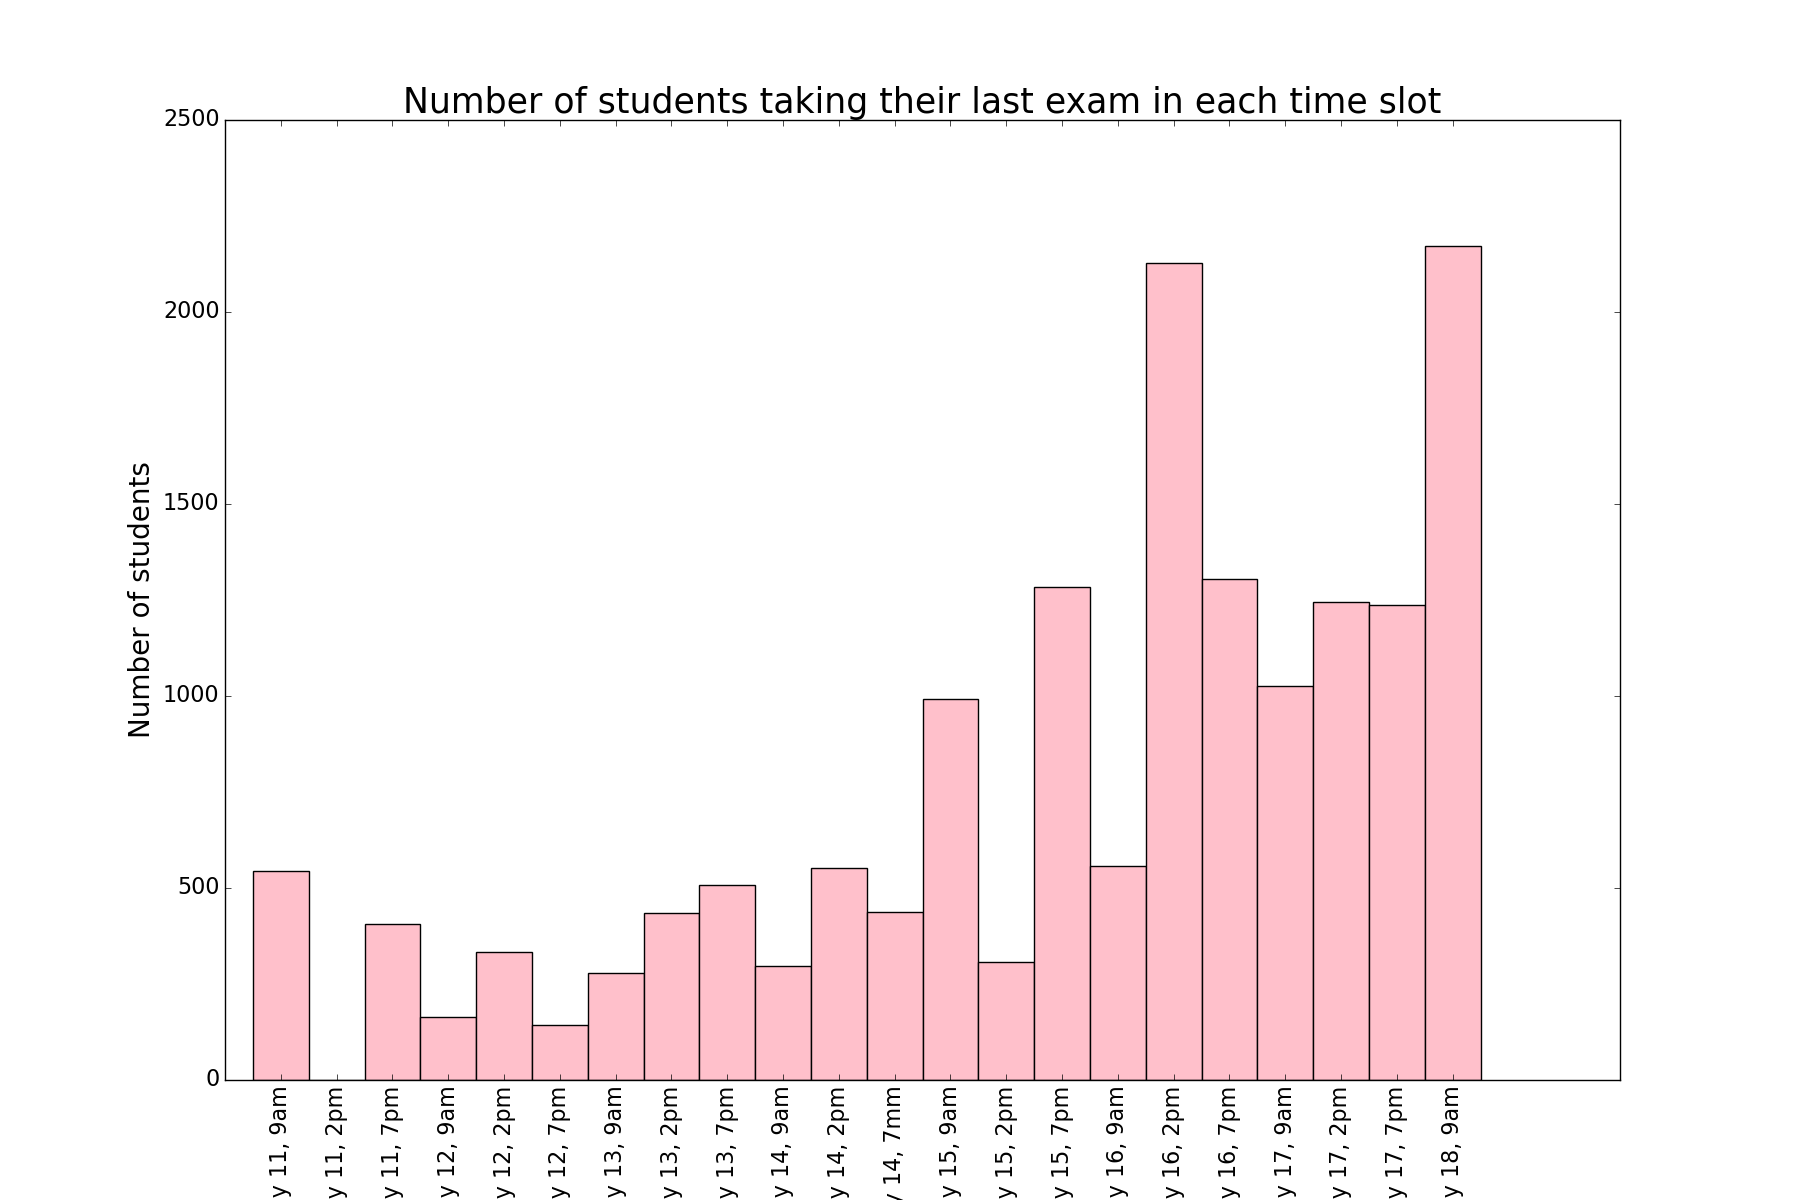 Number of students taking their last exam in each time slot
Number of students
2500
2000
1500
1000
500
0
y 11, 9am
y 11, 2pm
y 11, 7pm
y 12, 9am
y 12, 2pm
y 12, 7pm
y 13, 9am
y 13, 2pm
y 13, 7pm
y 14, 9am
y 14, 2pm
y 14, 7mm
y 15, 9am
y 15, 2pm
y 15, 7pm
y 16, 9am
y 16, 2pm
y 16, 7pm
y 17, 9am
y 17, 2pm
y 17, 7pm
y 18, 9am